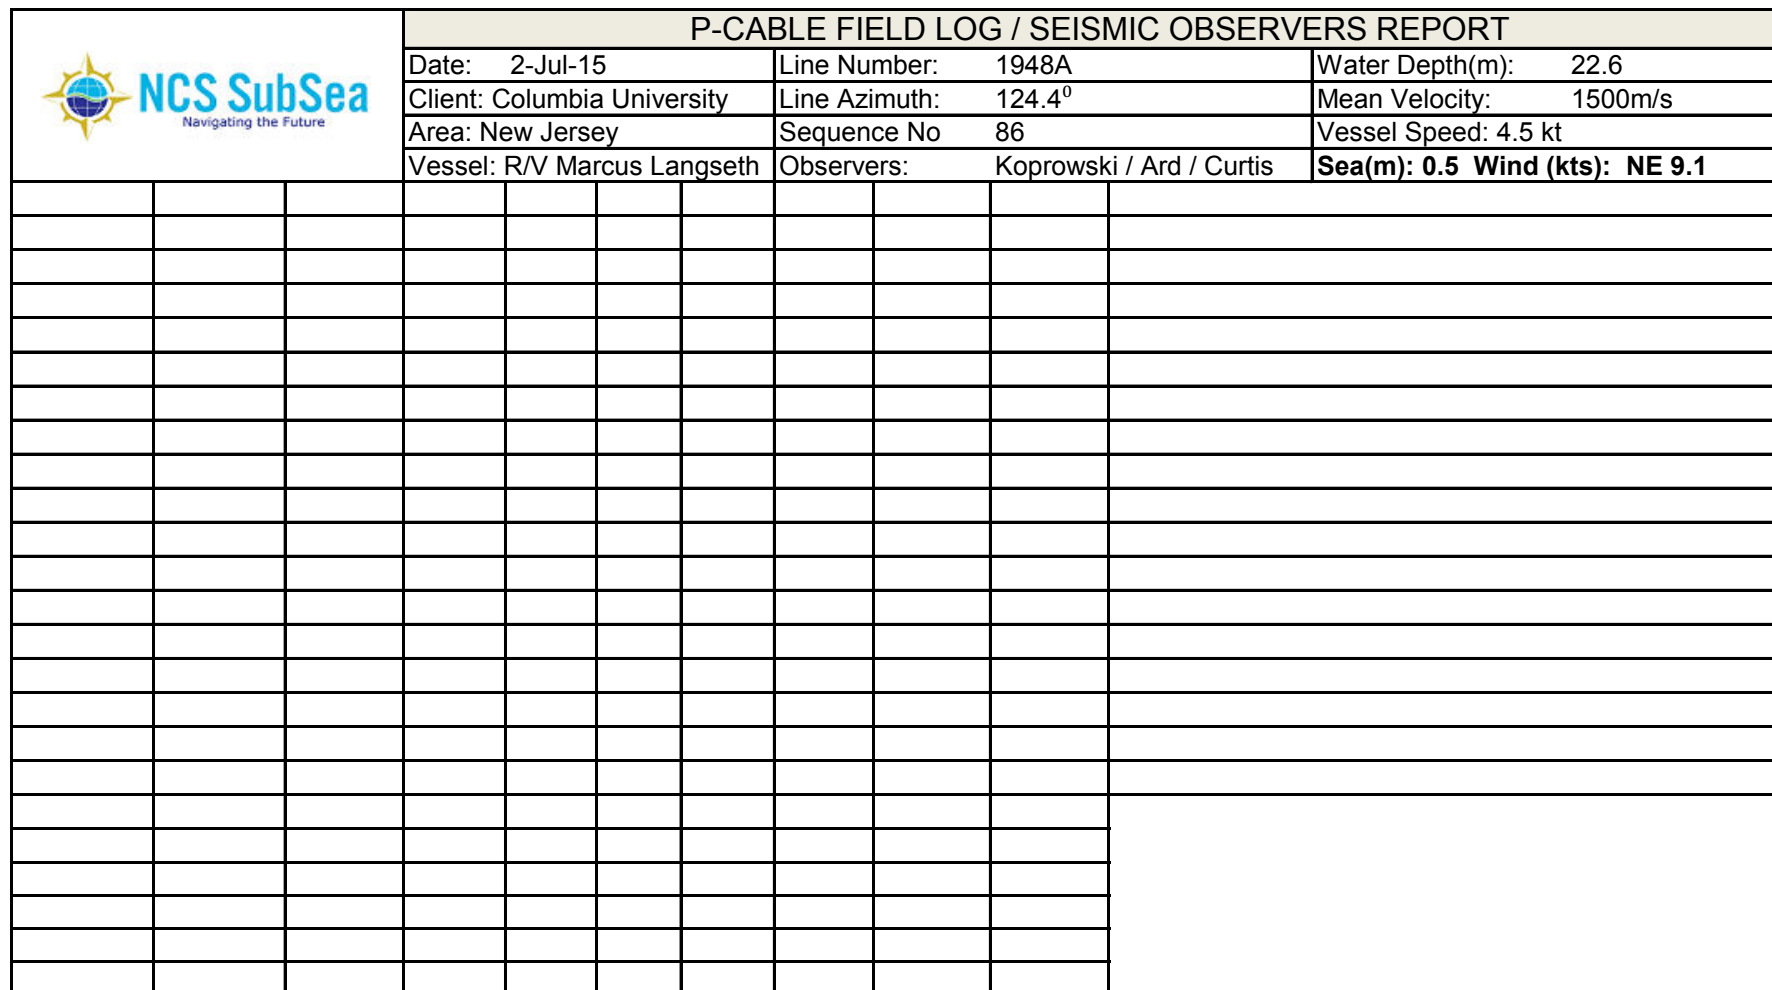 P-CABLE FIELD LOG / SEISMIC OBSERVERS REPORT
NCS SubSea
Navigating the Future
Date: 2-Jul-15 Line Number: 1948A Water Depth(m): 22.6
Client: Columbia University Line Azimuth: 124.4⁰ Mean Velocity: 1500m/s
Area: New Jersey Sequence No 86 Vessel Speed: 4.5 kt
Vessel: R/V Marcus Langseth Observers: Koprowski / Ard / Curtis Sea(m): 0.5 Wind (kts): NE 9.1